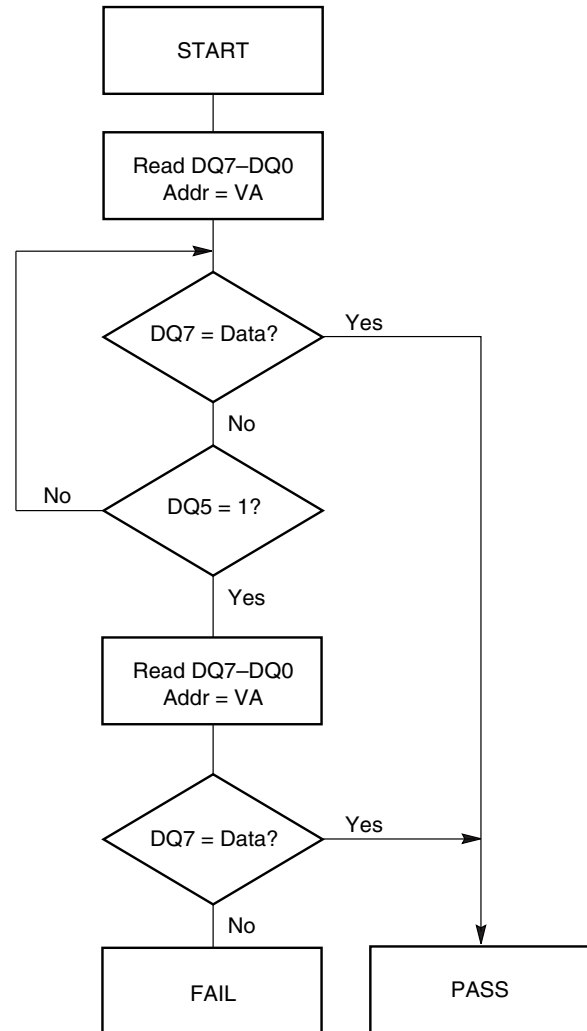 START
Read DQ7–DQ0
Addr = VA
DQ7 = Data?
Yes
No
No
DQ5 = 1?
Yes
Read DQ7–DQ0
Addr = VA
DQ7 = Data?
Yes
No
FAIL
PASS